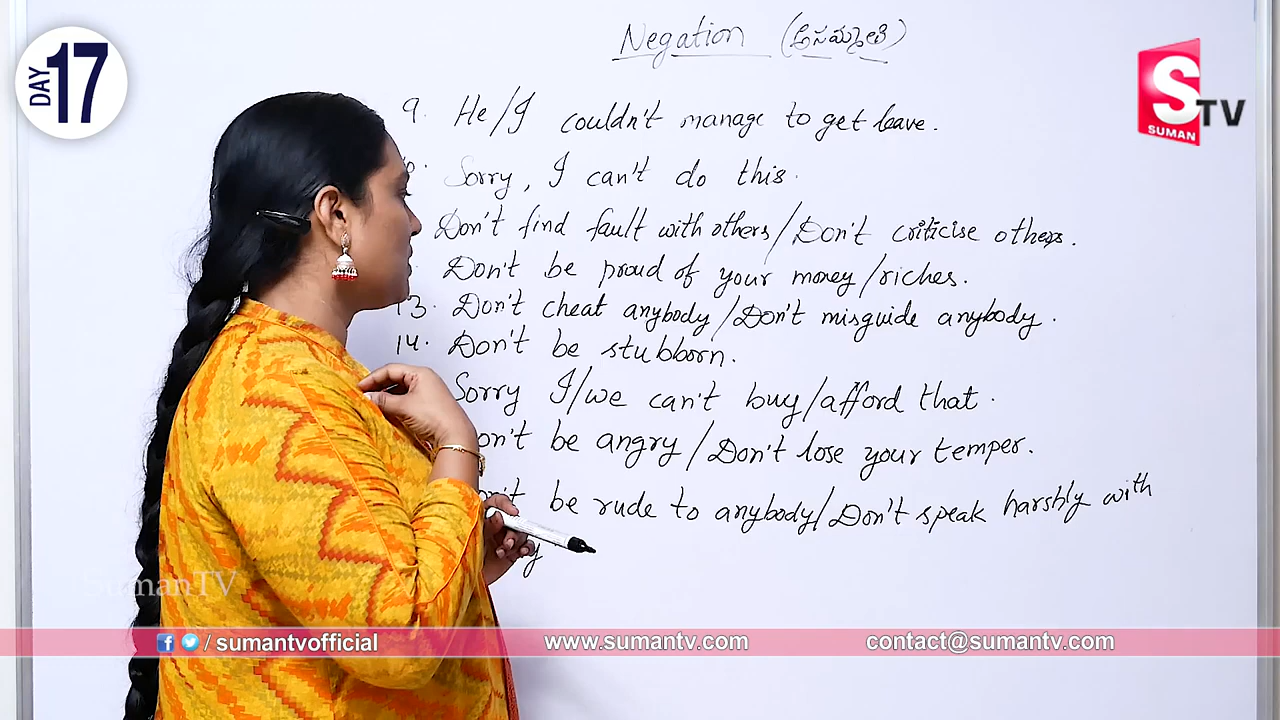 DAY 17
Negation (అసమ్మతి)
S TV
SUMAN
9. He/I couldn't manage to get leave.
Sorry, I can't do this.
Don't find fault with others/Don't criticise others.
Don't be proud of your money/riches.
13. Don't cheat anybody/Don't misguide anybody.
14. Don't be stubborn.
Sorry I/we can't buy/afford that.
be angry/Don't lose your temper.
be rude to anybody/Don't speak harshly with
SumanTV
/ sumantvofficial
www.sumantv.com
contact@sumantv.com